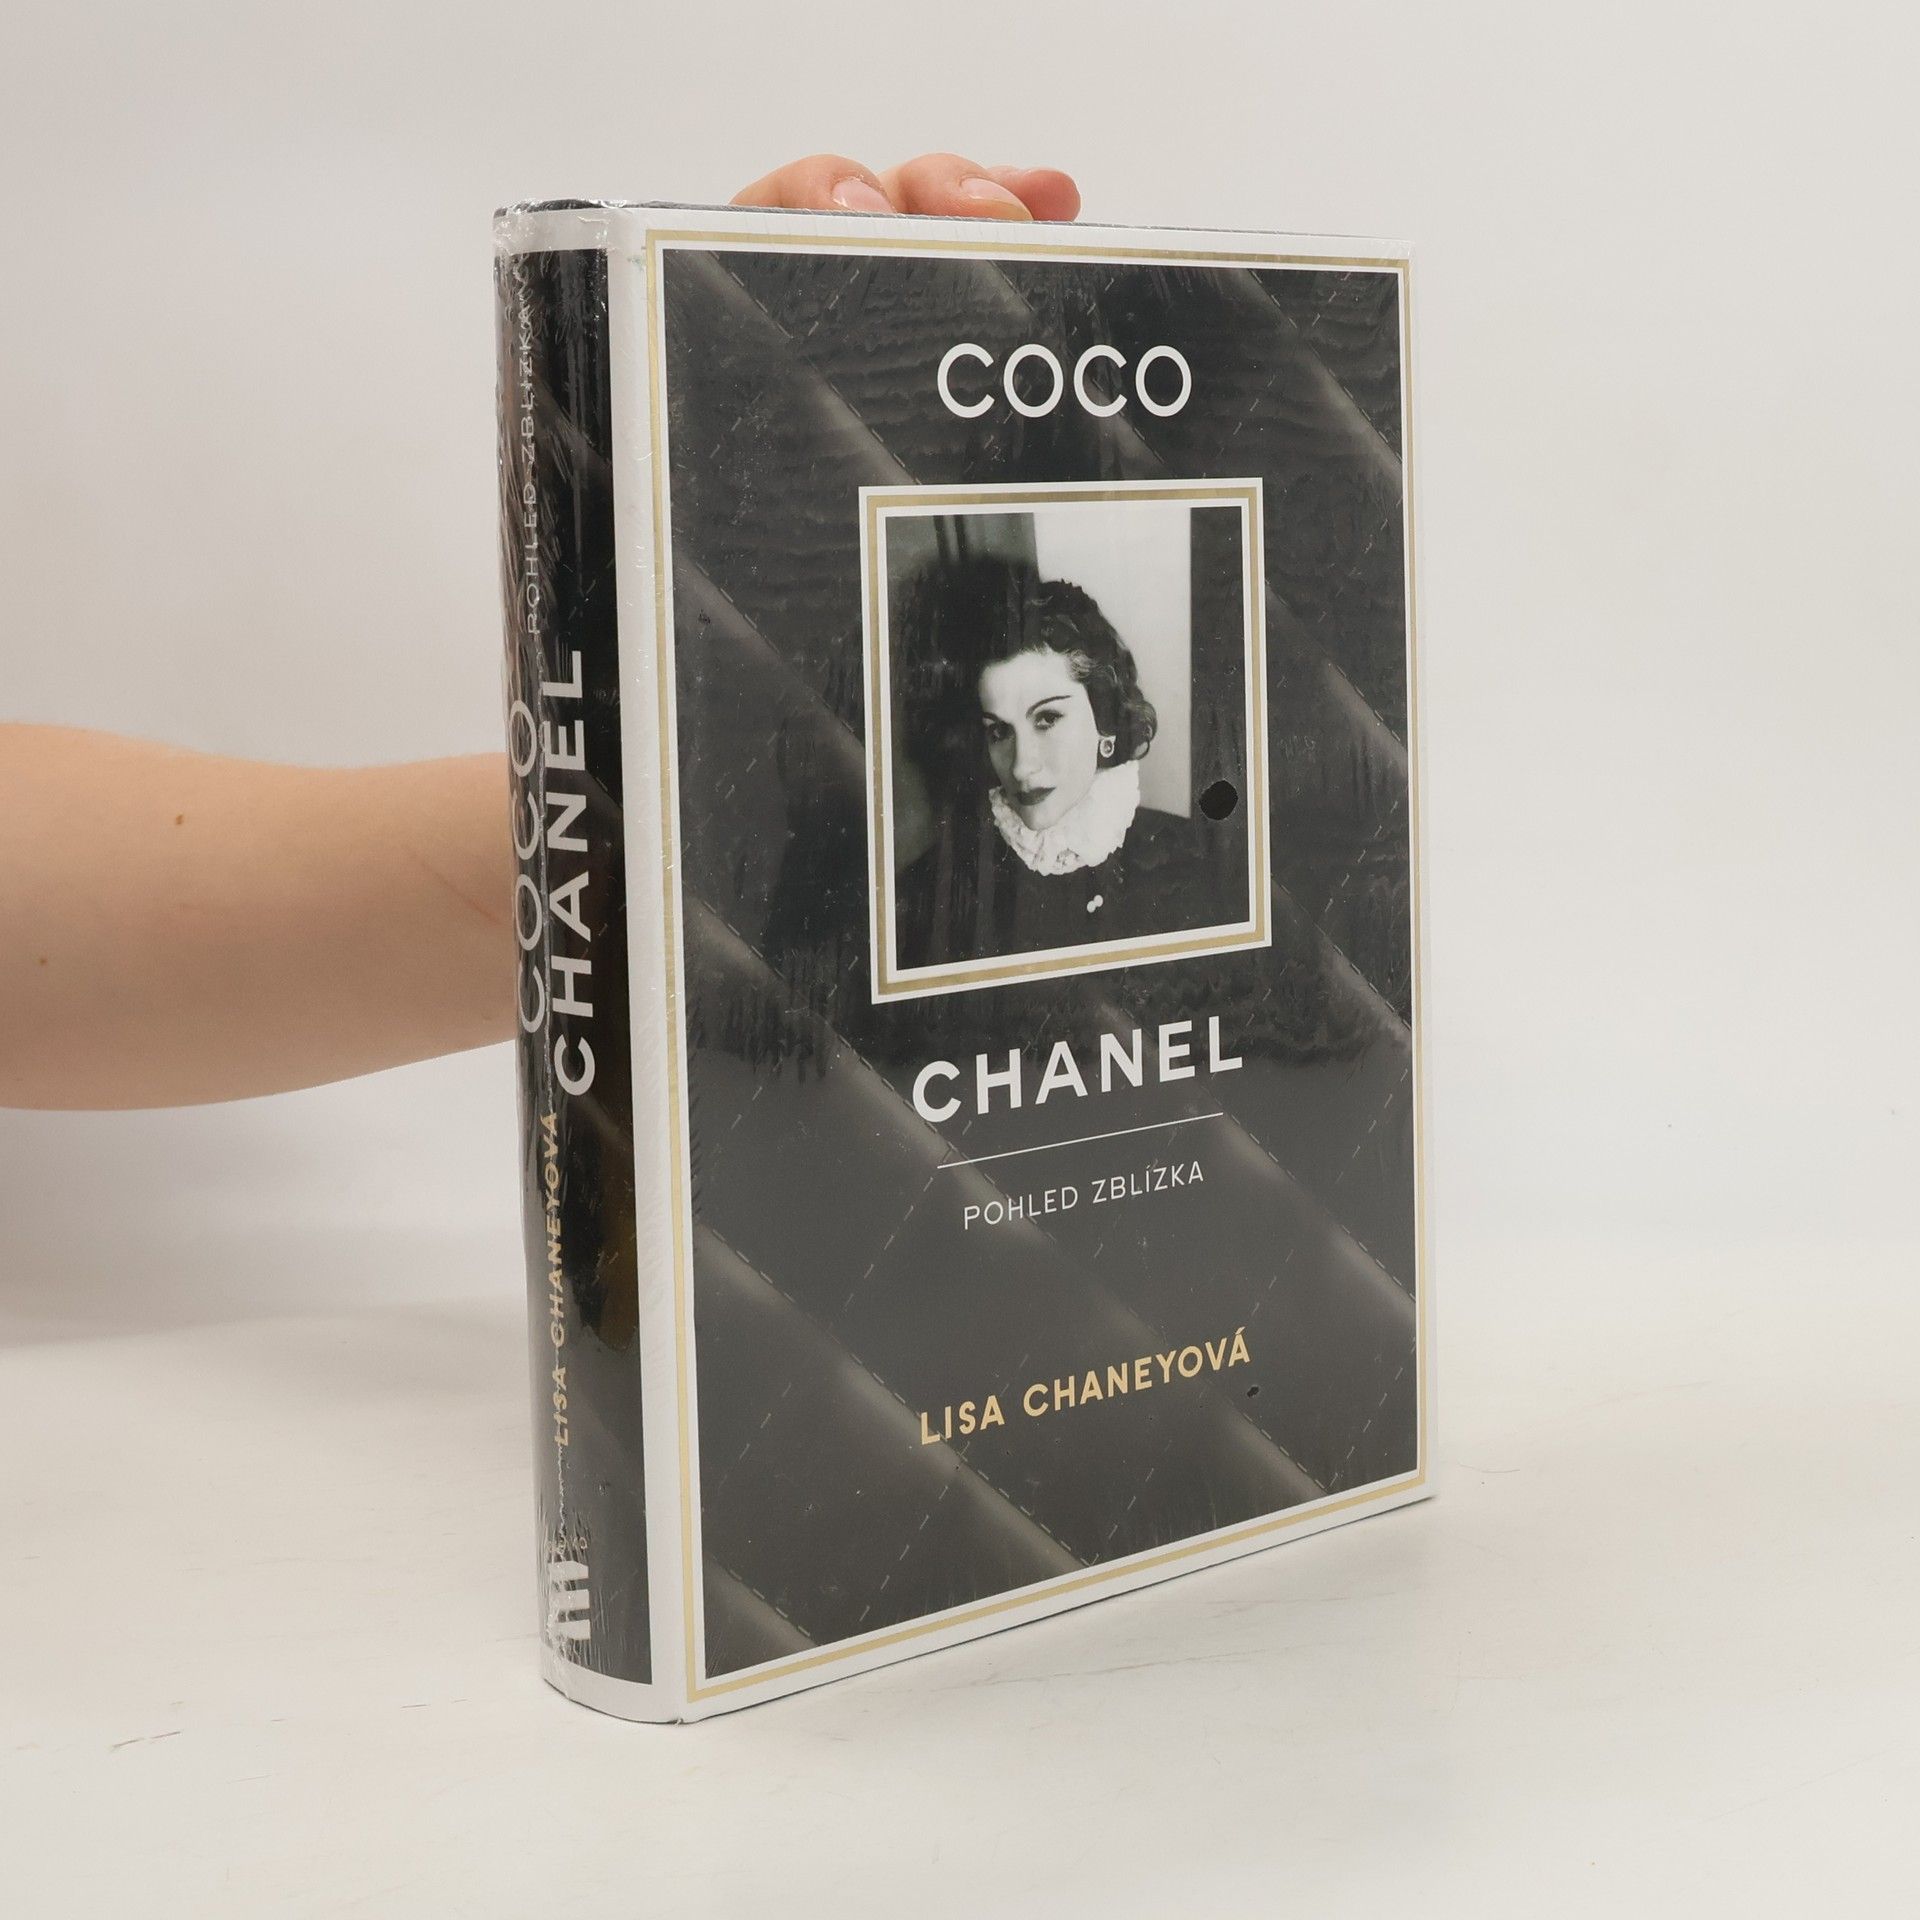 COCO
CHANEL
POHLED ZBLÍZKA
LISA CHANEYOVÁ
COCO
CHANEL
POHLED ZBLÍZKA
LISA CHANEYOVÁ